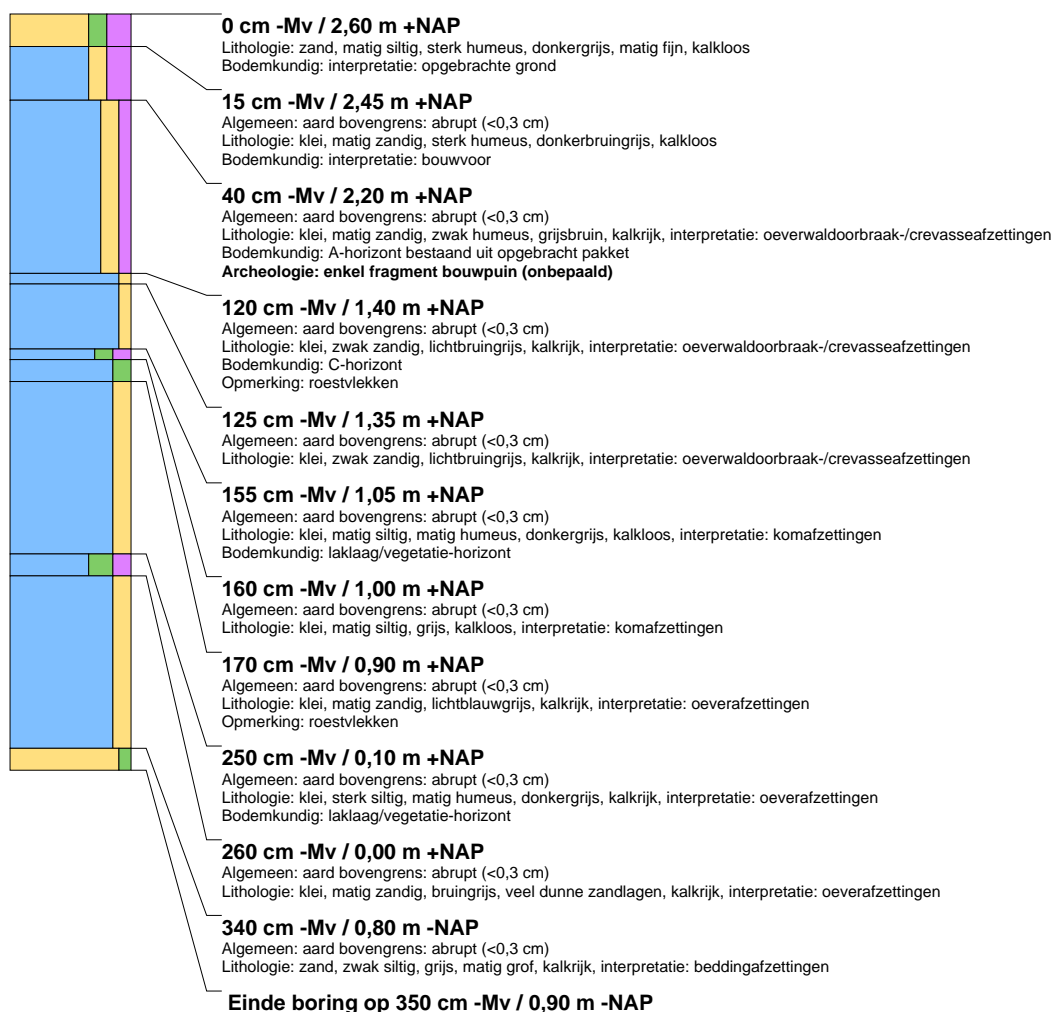 0 cm -Mv / 2,60 m +NAP
Lithologie: zand, matig siltig, sterk humeus, donkergrijs, matig fijn, kalkloos
Bodemkundig: interpretatie: opgebrachte grond
15 cm -Mv / 2,45 m +NAP
Algemeen: aard bovengrens: abrupt (<0,3 cm)
Lithologie: klei, matig zandig, sterk humeus, donkerbruingrijs, kalkloos
Bodemkundig: interpretatie: bouwvoor
40 cm -Mv / 2,20 m +NAP
Algemeen: aard bovengrens: abrupt (<0,3 cm)
Lithologie: klei, matig zandig, zwak humeus, grijsbruin, kalkrijk, interpretatie: oeverwaldoorbraak-/crevasseafzettingen
Bodemkundig: A-horizont bestaand uit opgebracht pakket
Archeologie: enkel fragment bouwpuin (onbepaald)
120 cm -Mv / 1,40 m +NAP
Algemeen: aard bovengrens: abrupt (<0,3 cm)
Lithologie: klei, zwak zandig, lichtbruingrijs, kalkrijk, interpretatie: oeverwaldoorbraak-/crevasseafzettingen
Bodemkundig: C-horizont
Opmerking: roestvlekken
125 cm -Mv / 1,35 m +NAP
Algemeen: aard bovengrens: abrupt (<0,3 cm)
Lithologie: klei, zwak zandig, lichtbruingrijs, kalkrijk, interpretatie: oeverwaldoorbraak-/crevasseafzettingen
155 cm -Mv / 1,05 m +NAP
Algemeen: aard bovengrens: abrupt (<0,3 cm)
Lithologie: klei, matig siltig, matig humeus, donkergrijs, kalkloos, interpretatie: komafzettingen
Bodemkundig: laklaag/vegetatie-horizont
160 cm -Mv / 1,00 m +NAP
Algemeen: aard bovengrens: abrupt (<0,3 cm)
Lithologie: klei, matig siltig, grijs, kalkloos, interpretatie: komafzettingen
170 cm -Mv / 0,90 m +NAP
Algemeen: aard bovengrens: abrupt (<0,3 cm)
Lithologie: klei, matig zandig, lichtblauwgrijs, kalkrijk, interpretatie: oeverafzettingen
Opmerking: roestvlekken
250 cm -Mv / 0,10 m +NAP
Algemeen: aard bovengrens: abrupt (<0,3 cm)
Lithologie: klei, sterk siltig, matig humeus, donkergrijs, kalkrijk, interpretatie: oeverafzettingen
Bodemkundig: laklaag/vegetatie-horizont
260 cm -Mv / 0,00 m +NAP
Algemeen: aard bovengrens: abrupt (<0,3 cm)
Lithologie: klei, matig zandig, bruingrijs, veel dunne zandlagen, kalkrijk, interpretatie: oeverafzettingen
340 cm -Mv / 0,80 m -NAP
Algemeen: aard bovengrens: abrupt (<0,3 cm)
Lithologie: zand, zwak siltig, grijs, matig grof, kalkrijk, interpretatie: beddingafzettingen
Einde boring op 350 cm -Mv / 0,90 m -NAP